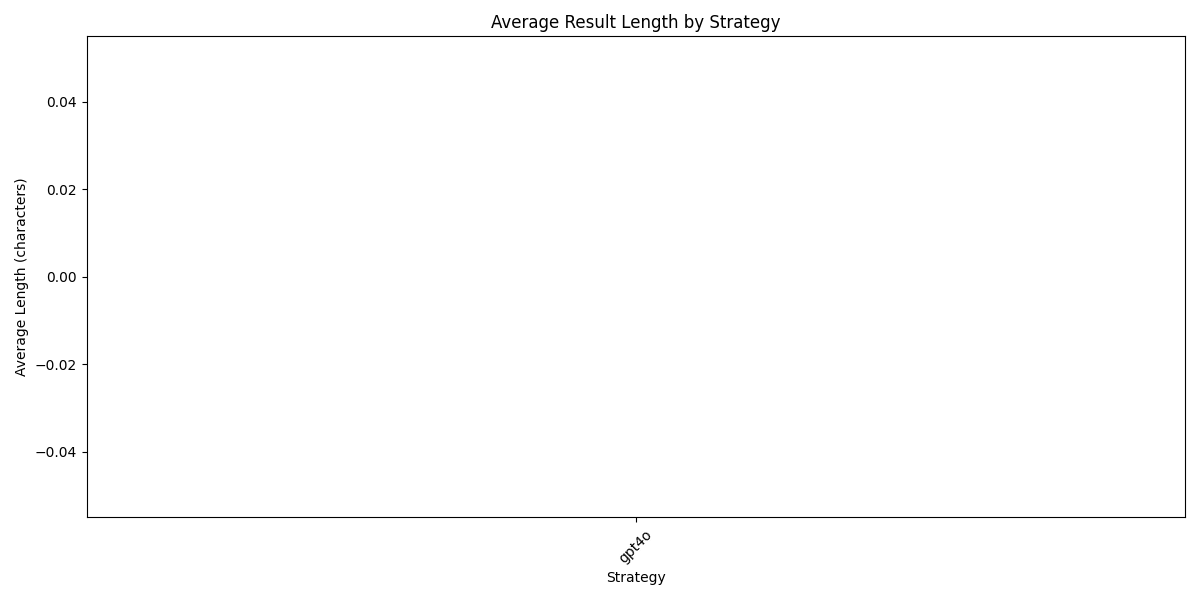 Average Result Length by Strategy
0.04
0.02
0.00
−0.02
−0.04
Average Length (characters)
gpt4o
Strategy